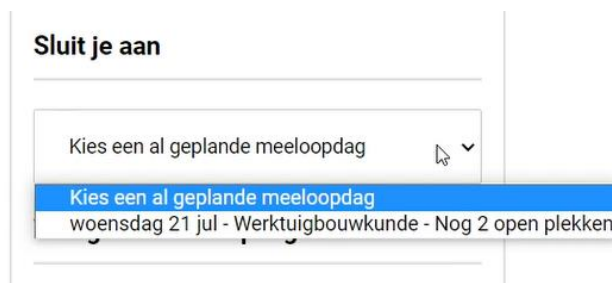 Sluit je aan
Kies een al geplande meeloopdag
Kies een al geplande meeloopdag
woensdag 21 jul - Werktuigbouwkunde - Nog 2 open plekken